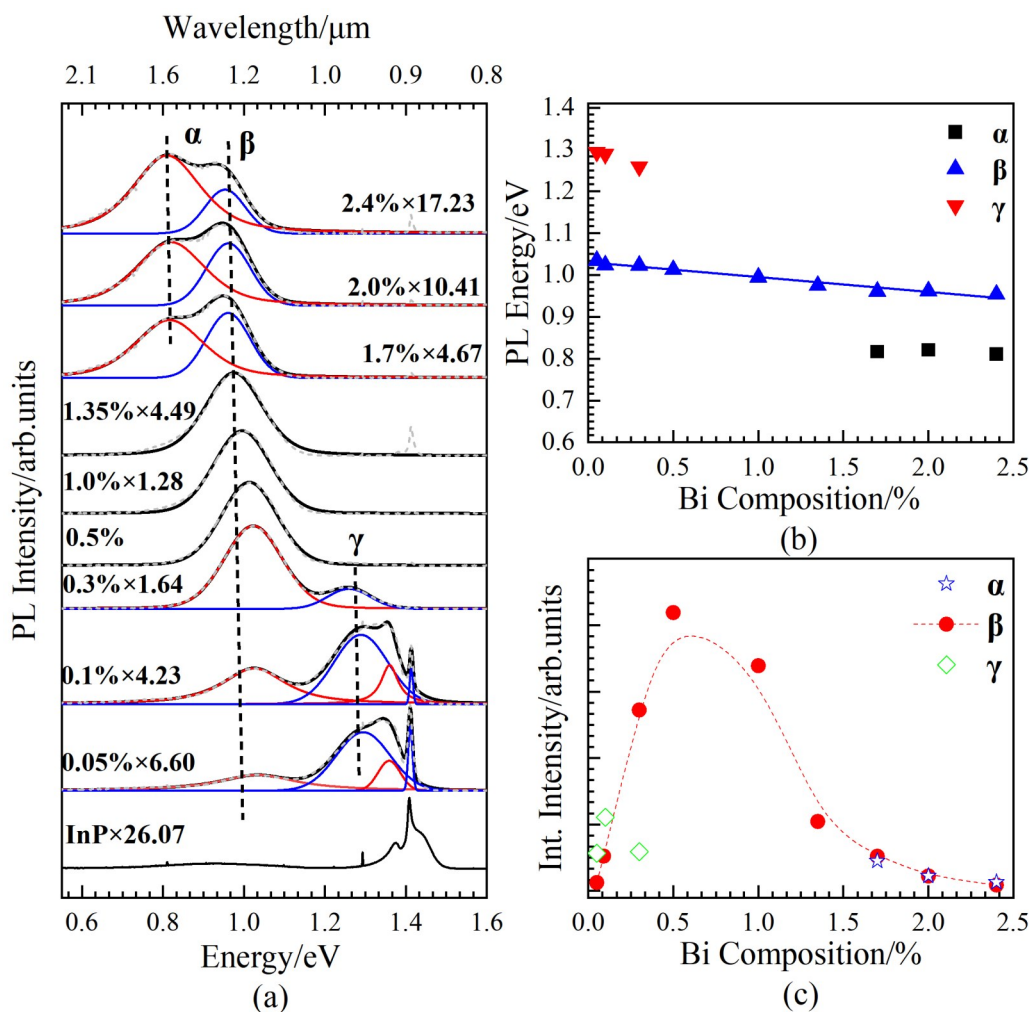 Wavelength/μm
2.1 1.6 1.2 1.0 0.9 0.8
α
β
2.4%×17.23
2.0%×10.41
1.7%×4.67
1.35%×4.49
1.0%×1.28
0.5%
γ
0.3%×1.64
0.1%×4.23
0.05%×6.60
InP×26.07
PL Intensity/arb.units
0.6 0.8 1.0 1.2 1.4 1.6
Energy/eV
(a)
1.4
1.3
1.2
1.1
1.0
0.9
0.8
0.7
0.6
PL Energy/eV
α
β
γ
0.0 0.5 1.0 1.5 2.0 2.5
Bi Composition/%
(b)
Int. Intensity/arb.units
α
β
γ
0.0 0.5 1.0 1.5 2.0 2.5
Bi Composition/%
(c)